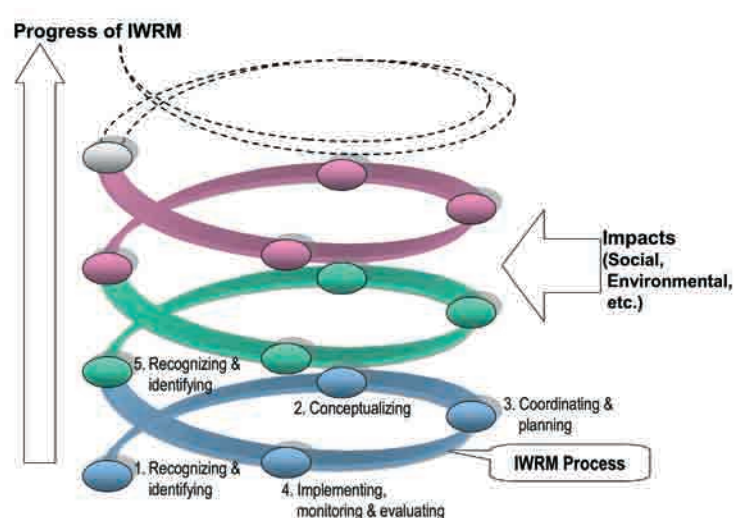 Progress of IWRM
Impacts
(Social,
Environmental,
etc.)
5. Recognizing &
identifying
2. Conceptualizing
3. Coordinating &
planning
1. Recognizing &
identifying
4. Implementing,
monitoring & evaluating
IWRM Process